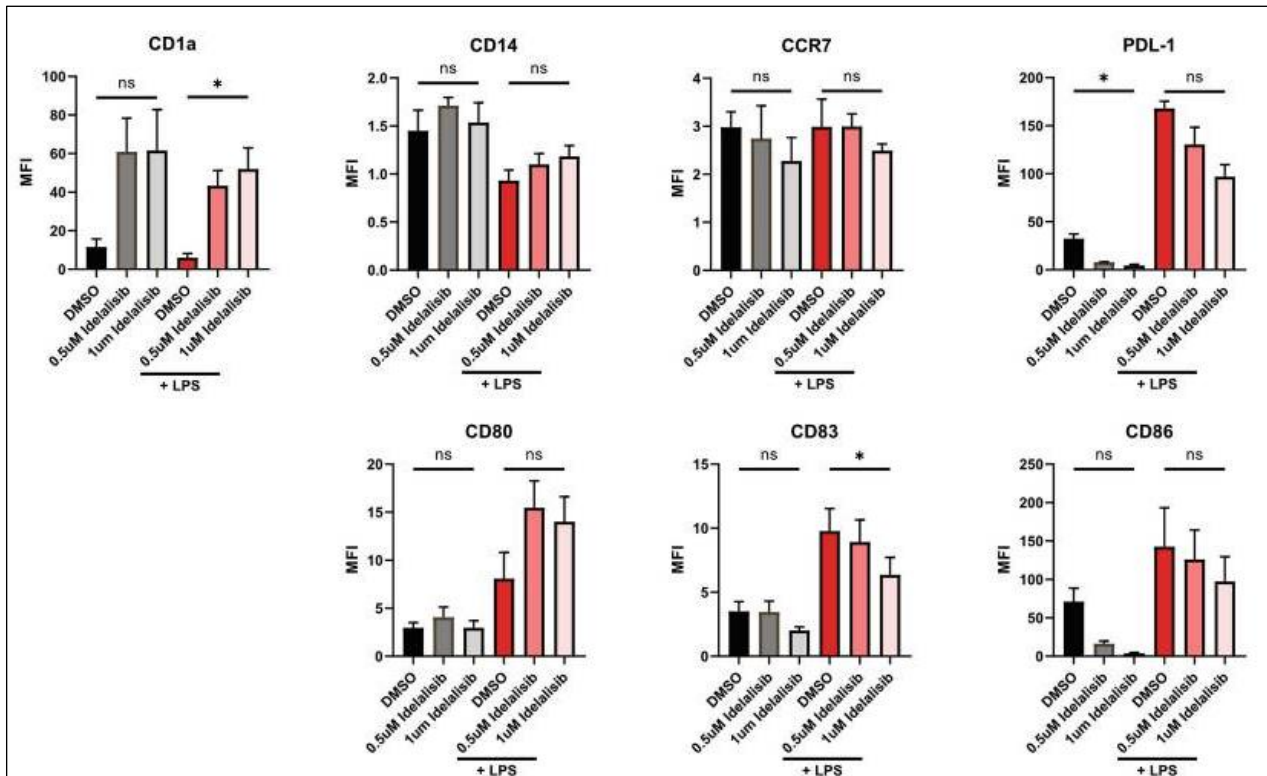 CD1a
ns
*
MFI
100
80
60
40
20
0
DMSO
0.5uM Idelalisib
1um Idelalisib
DMSO
0.5uM Idelalisib
1uM Idelalisib
+ LPS
CD14
ns
ns
MFI
2.0
1.5
1.0
0.5
0.0
DMSO
0.5uM Idelalisib
1um Idelalisib
DMSO
0.5uM Idelalisib
1uM Idelalisib
+ LPS
CCR7
ns
ns
MFI
4
3
2
1
0
DMSO
0.5uM Idelalisib
1um Idelalisib
DMSO
0.5uM Idelalisib
1uM Idelalisib
+ LPS
PDL-1
*
ns
MFI
200
150
100
50
0
DMSO
0.5uM Idelalisib
1um Idelalisib
DMSO
0.5uM Idelalisib
1uM Idelalisib
+ LPS
CD80
ns
ns
MFI
20
15
10
5
0
DMSO
0.5uM Idelalisib
1um Idelalisib
DMSO
0.5uM Idelalisib
1uM Idelalisib
+ LPS
CD83
ns
*
MFI
15
10
5
0
DMSO
0.5uM Idelalisib
1um Idelalisib
DMSO
0.5uM Idelalisib
1uM Idelalisib
+ LPS
CD86
ns
ns
MFI
250
200
150
100
50
0
DMSO
0.5uM Idelalisib
1um Idelalisib
DMSO
0.5uM Idelalisib
1uM Idelalisib
+ LPS